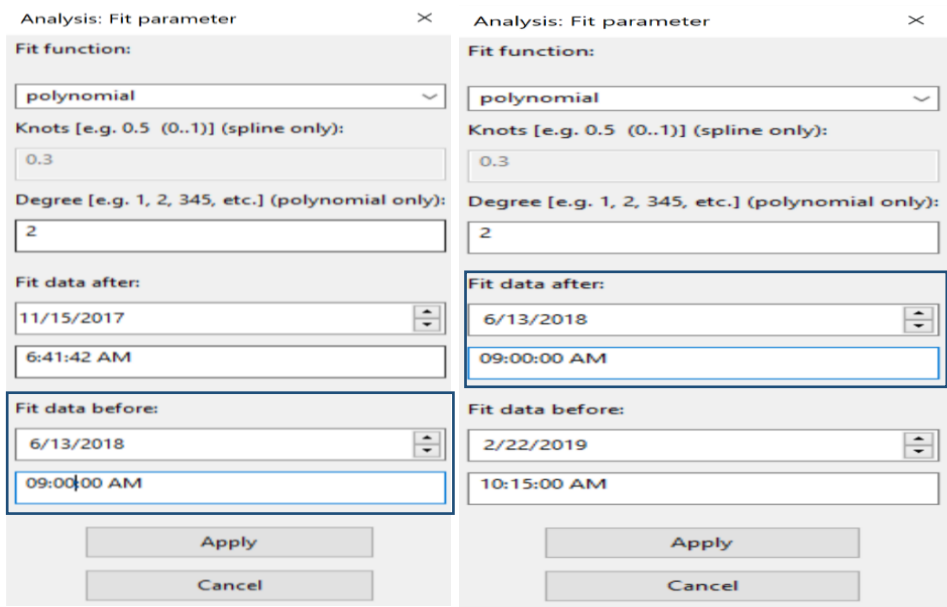 Analysis: Fit parameter
Fit function:
polynomial
Knots [e.g. 0.5 (0..1)] (spline only):
0.3
Degree [e.g. 1, 2, 345, etc.] (polynomial only):
2
Fit data after:
11/15/2017
6:41:42 AM
Fit data before:
6/13/2018
09:00:00 AM
Apply
Cancel
Analysis: Fit parameter
Fit function:
polynomial
Knots [e.g. 0.5 (0..1)] (spline only):
0.3
Degree [e.g. 1, 2, 345, etc.] (polynomial only):
2
Fit data after:
6/13/2018
09:00:00 AM
Fit data before:
2/22/2019
10:15:00 AM
Apply
Cancel